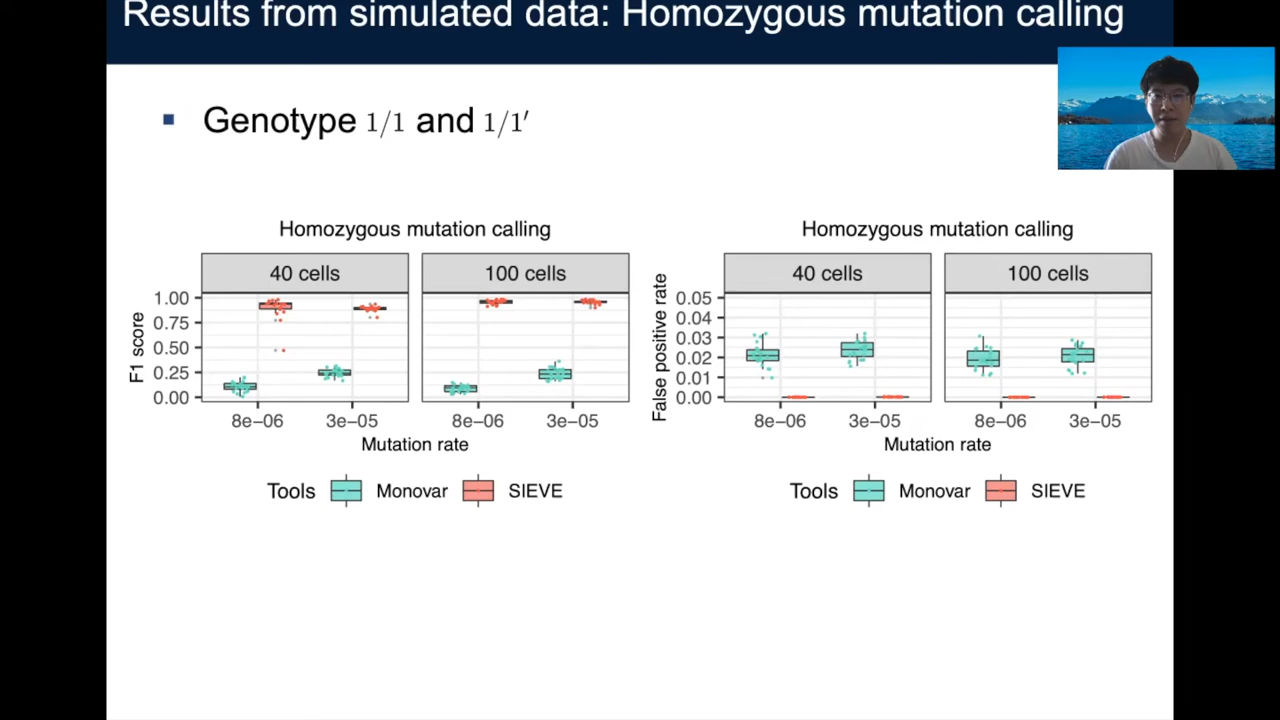 Results from simulated data: Homozygous mutation calling
Genotype 1/1 and 1/1′
Homozygous mutation calling
40 cells
100 cells
F1 score
1.00
0.75
0.50
0.25
0.00
8e−06
3e−05
8e−06
3e−05
Mutation rate
Tools Monovar SIEVE
Homozygous mutation calling
40 cells
100 cells
False positive rate
0.05
0.04
0.03
0.02
0.01
0.00
8e−06
3e−05
8e−06
3e−05
Mutation rate
Tools Monovar SIEVE